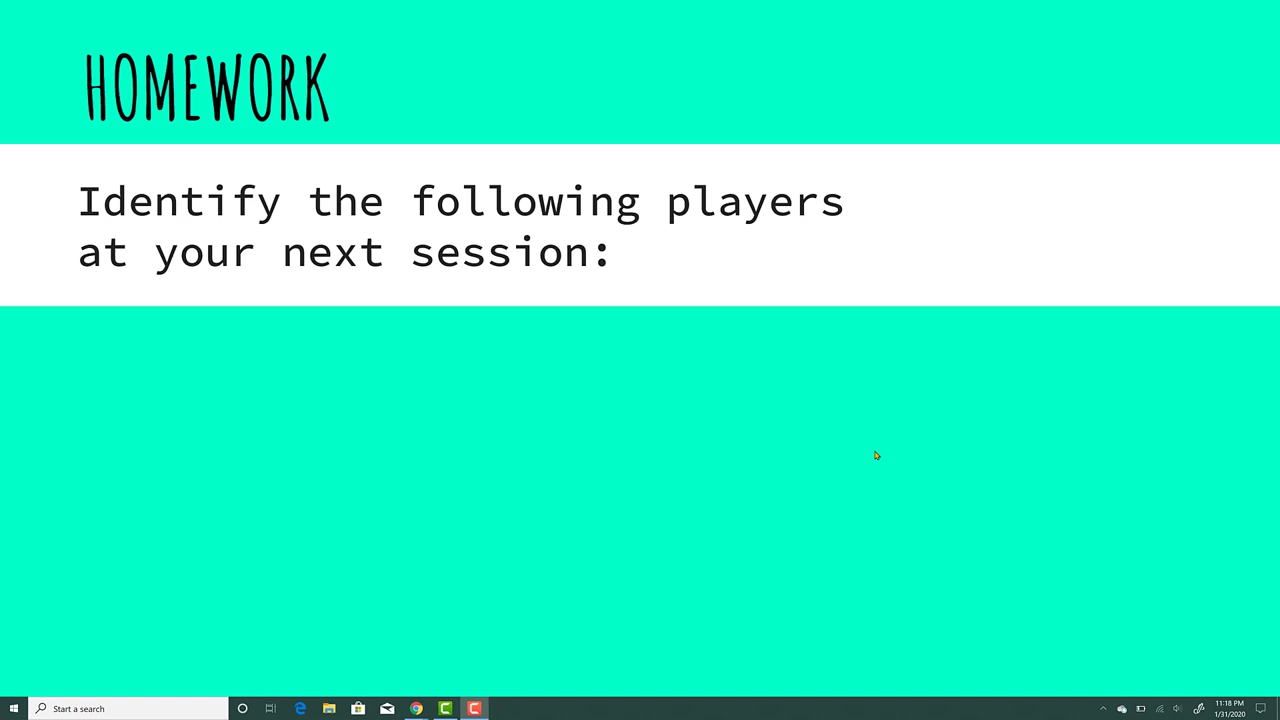 HOMEWORK
Identify the following players
at your next session:
Start a search
11:18 PM
1/31/2020